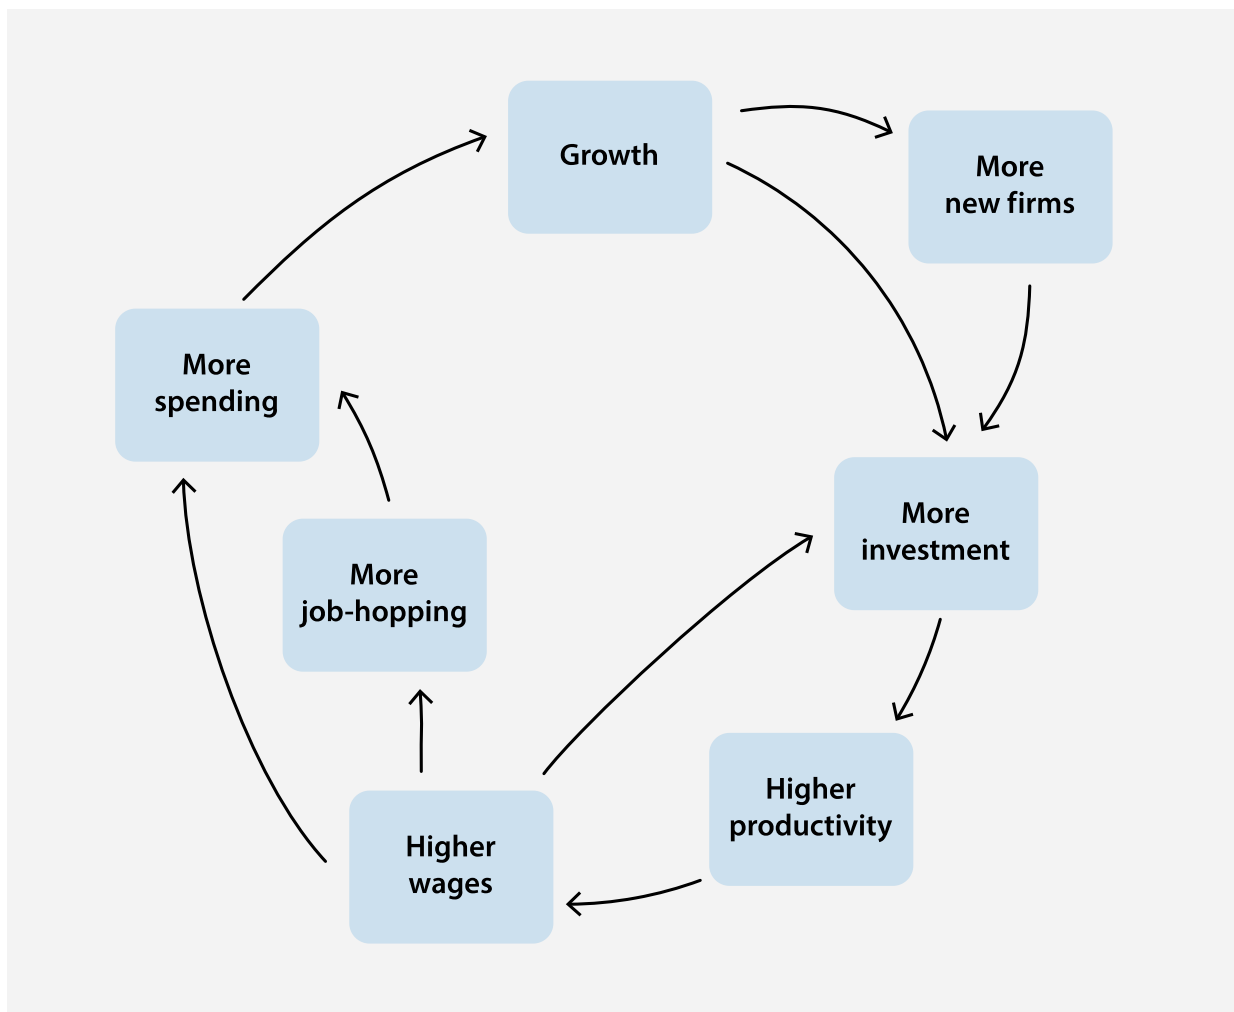 Growth
More
new firms
More
spending
More
investment
More
job-hopping
Higher
productivity
Higher
wages